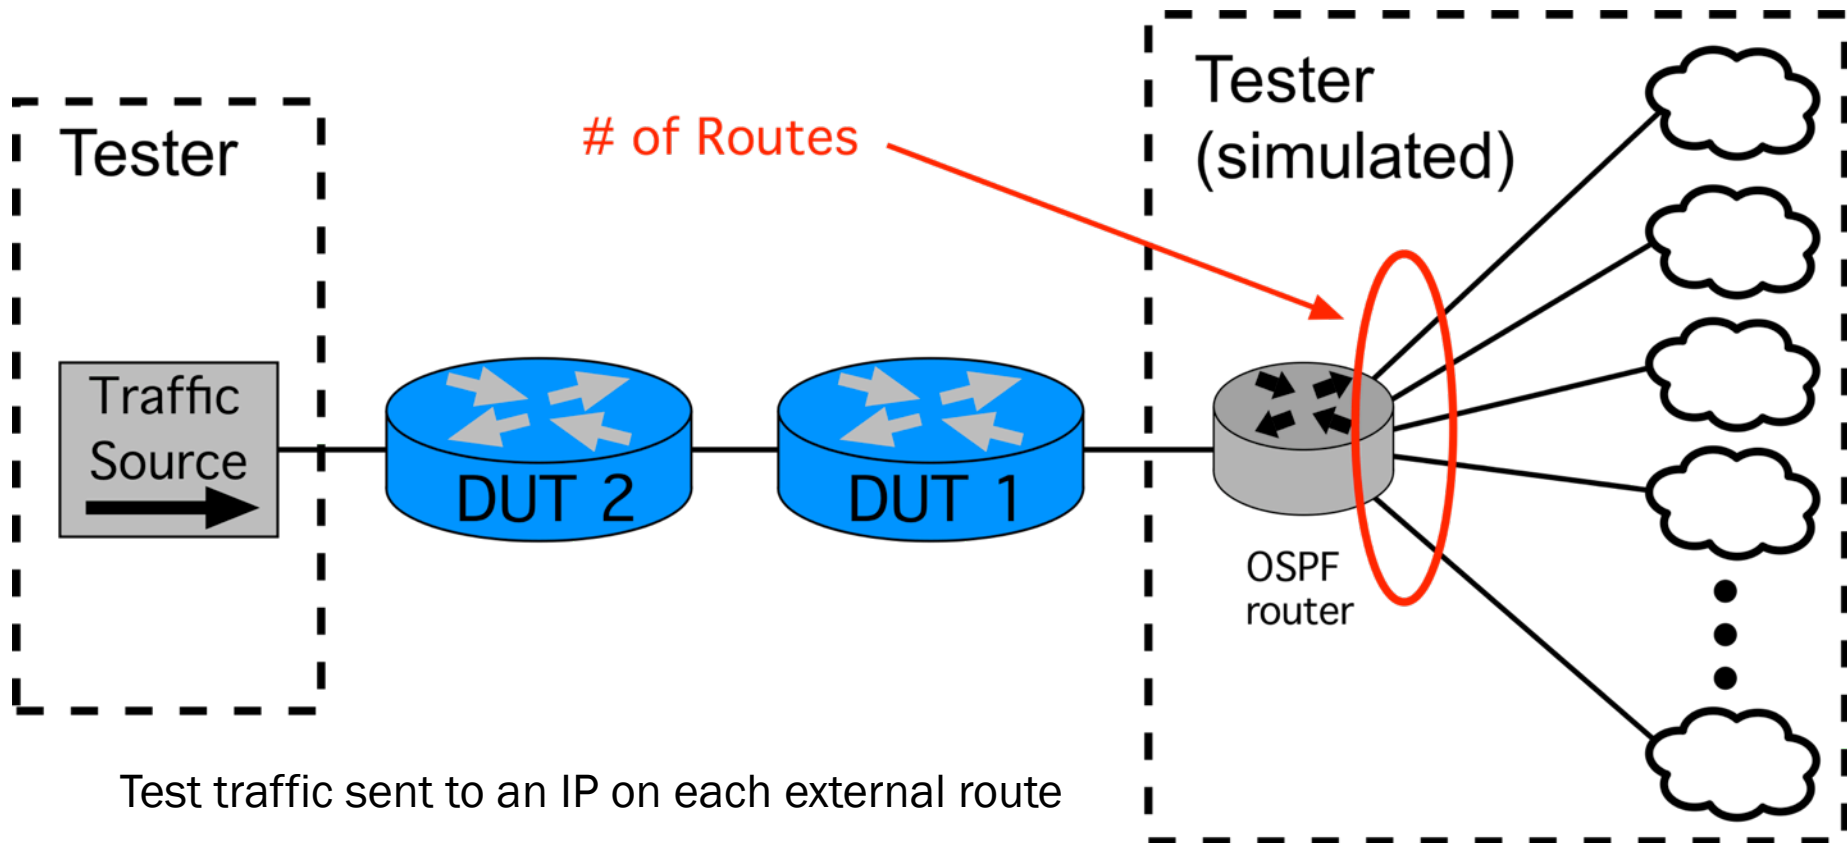 Tester
Traffic
Source
DUT 2
DUT 1
# of Routes
Tester
(simulated)
OSPF
router
Test traffic sent to an IP on each external route